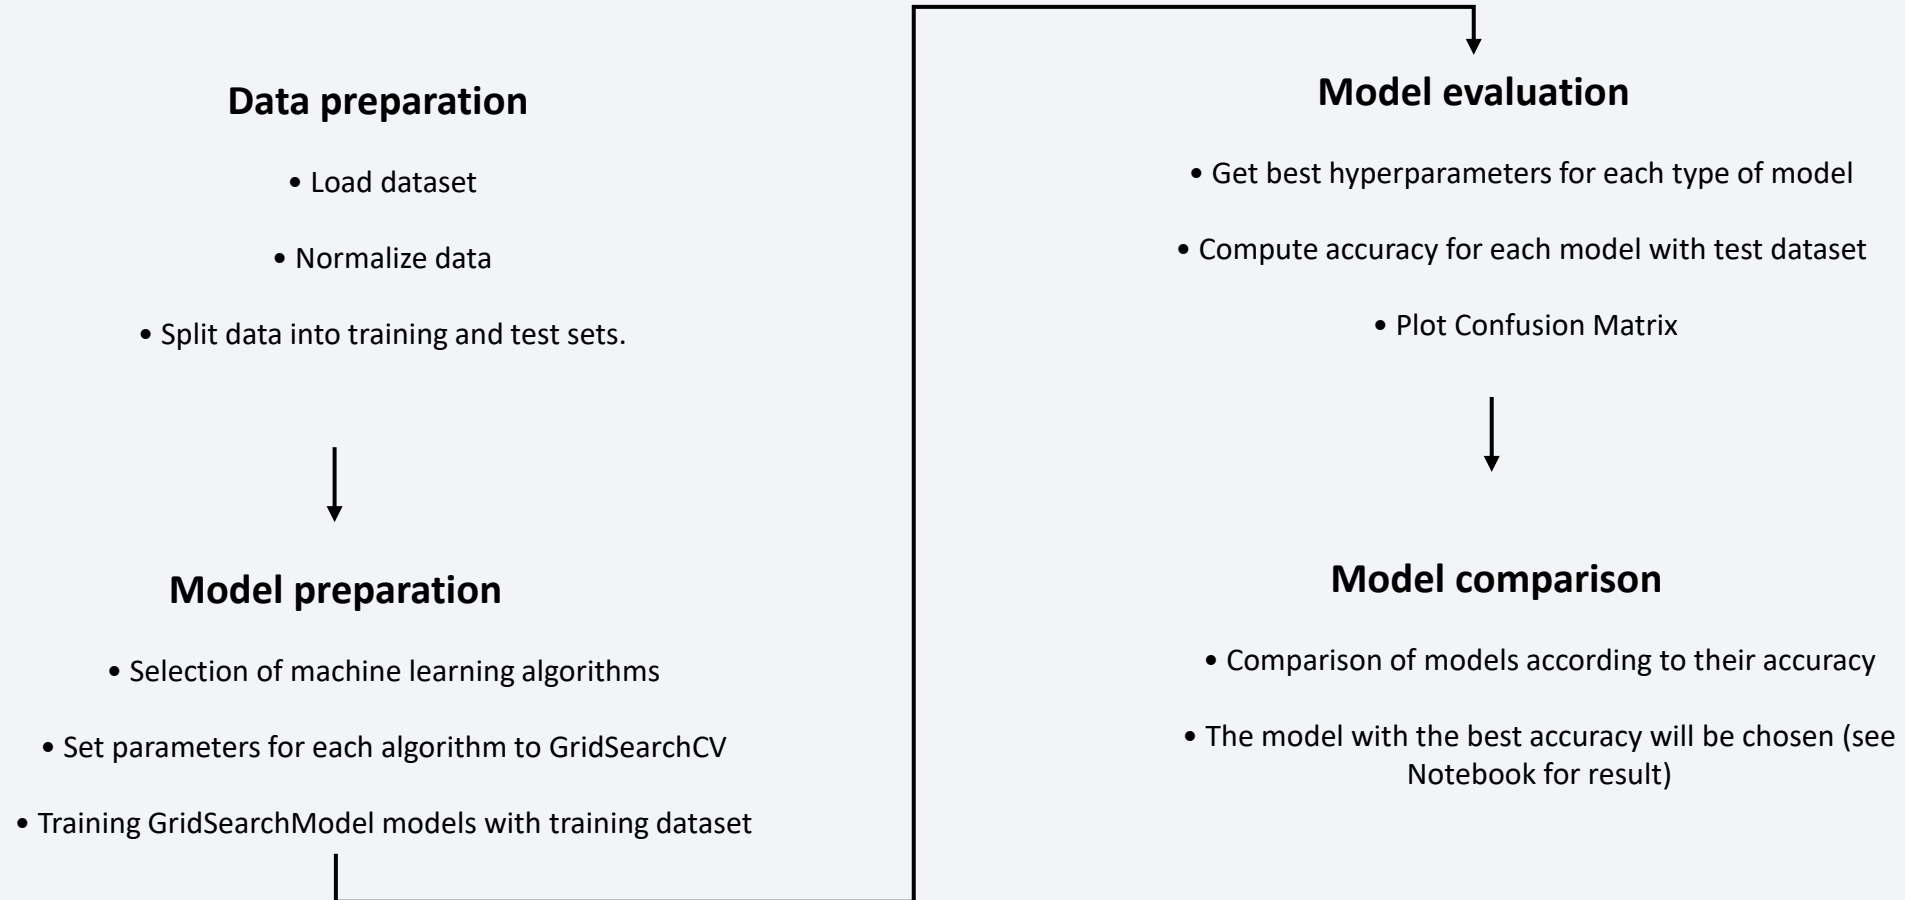 Data preparation
• Load dataset
• Normalize data
• Split data into training and test sets.
Model preparation
• Selection of machine learning algorithms
• Set parameters for each algorithm to GridSearchCV
• Training GridSearchModel models with training dataset
Model evaluation
• Get best hyperparameters for each type of model
• Compute accuracy for each model with test dataset
• Plot Confusion Matrix
Model comparison
• Comparison of models according to their accuracy
• The model with the best accuracy will be chosen (see
Notebook for result)